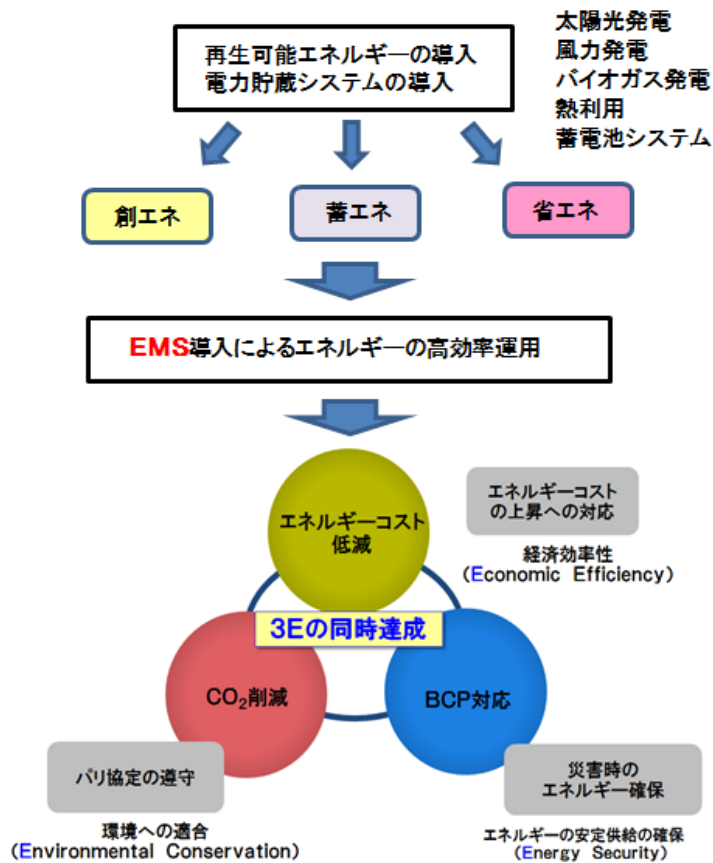 再生可能エネルギーの導入
電力貯蔵システムの導入
太陽光発電
風力発電
バイオガス発電
熱利用
蓄電池システム
創エネ
蓄エネ
省エネ
EMS導入によるエネルギーの高効率運用
エネルギーコスト
低減
エネルギーコスト
の上昇への対応
経済効率性
(Economic Efficiency)
3Eの同時達成
CO₂削減
BCP対応
パリ協定の遵守
環境への適合
(Environmental Conservation)
災害時の
エネルギー確保
エネルギーの安定供給の確保
(Energy Security)